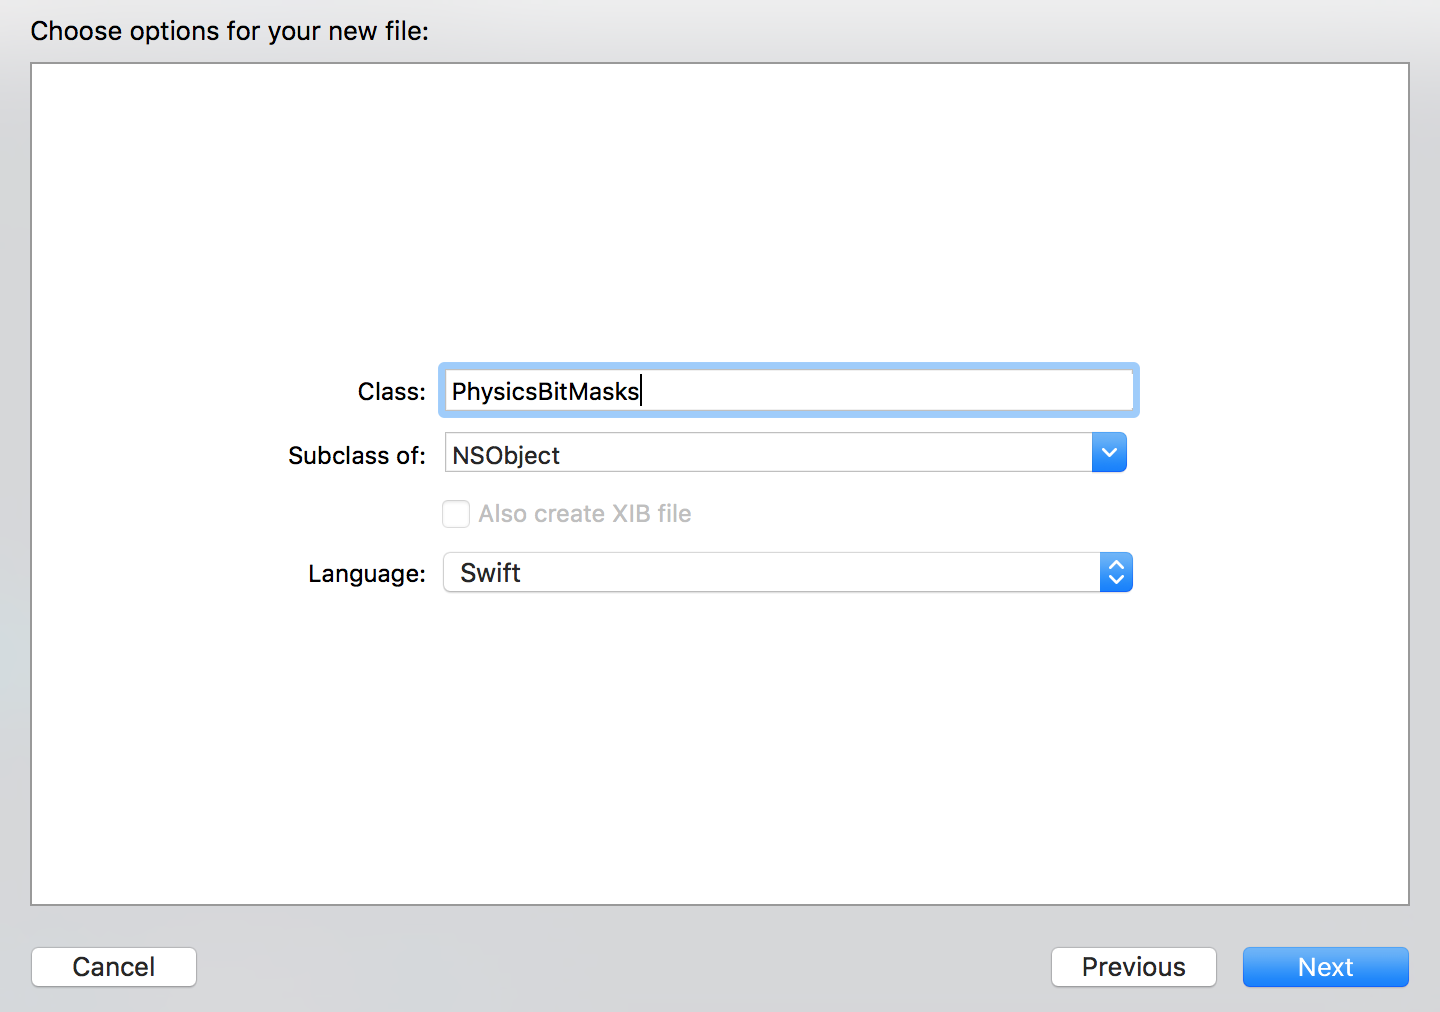 Choose options for your new file:
Class: PhysicsBitMasks
Subclass of: NSObject
Also create XIB file
Language: Swift
Cancel Previous Next